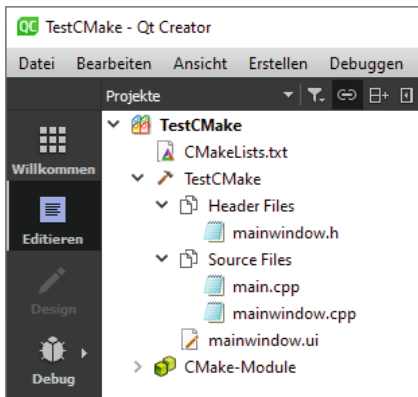 QC TestCMake - Qt Creator
Datei Bearbeiten Ansicht Erstellen Debuggen
Projekte
TestCMake
CMakeLists.txt
Willkommen
TestCMake
Header Files
mainwindow.h
Editieren
Source Files
main.cpp
Design
mainwindow.cpp
mainwindow.ui
CMake-Module
Debug